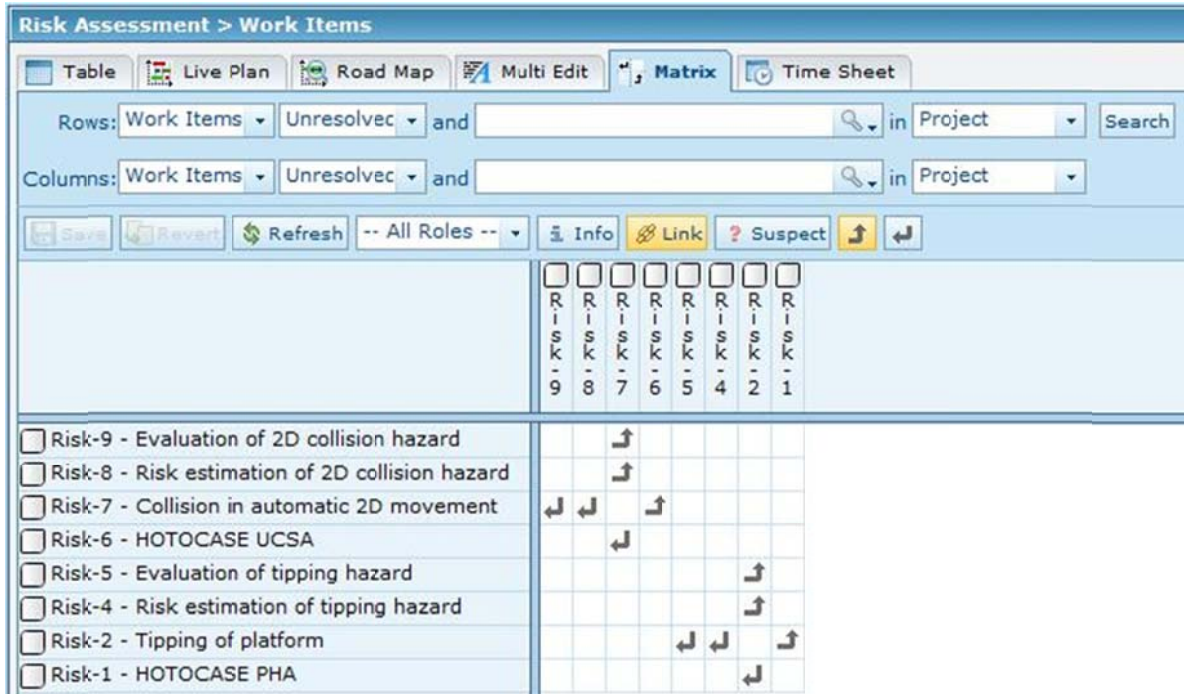 Risk Assessment > Work Items
Table Live Plan Road Map Multi Edit Matrix Time Sheet
Rows: Work Items Unresolvec and in Project Search
Columns: Work Items Unresolvec and in Project
Save Revert Refresh -- All Roles -- Info Link ? Suspect
Risk-9 Risk-8 Risk-7 Risk-6 Risk-5 Risk-4 Risk-2 Risk-1
Risk-9 - Evaluation of 2D collision hazard
Risk-8 - Risk estimation of 2D collision hazard
Risk-7 - Collision in automatic 2D movement
Risk-6 - HOTOCASE UCSA
Risk-5 - Evaluation of tipping hazard
Risk-4 - Risk estimation of tipping hazard
Risk-2 - Tipping of platform
Risk-1 - HOTOCASE PHA